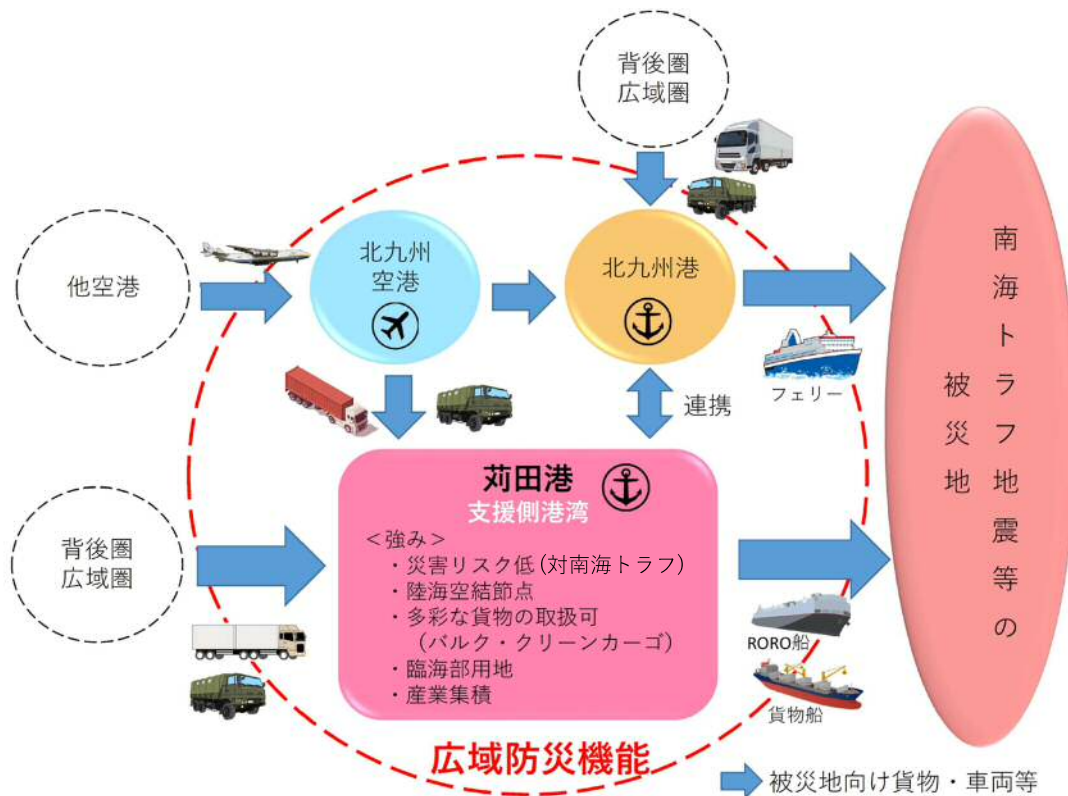 背後圏
広域圏
他空港
北九州
空港
北九州港
フェリー
連携
南海トラフ地震等の
被災地
背後圏
広域圏
苅田港
支援側港湾
<強み>
・災害リスク低(対南海トラフ)
・陸海空結節点
・多彩な貨物の取扱可
(バルク・クリーンカーゴ)
・臨海部用地
・産業集積
RORO船
貨物船
広域防災機能
被災地向け貨物・車両等